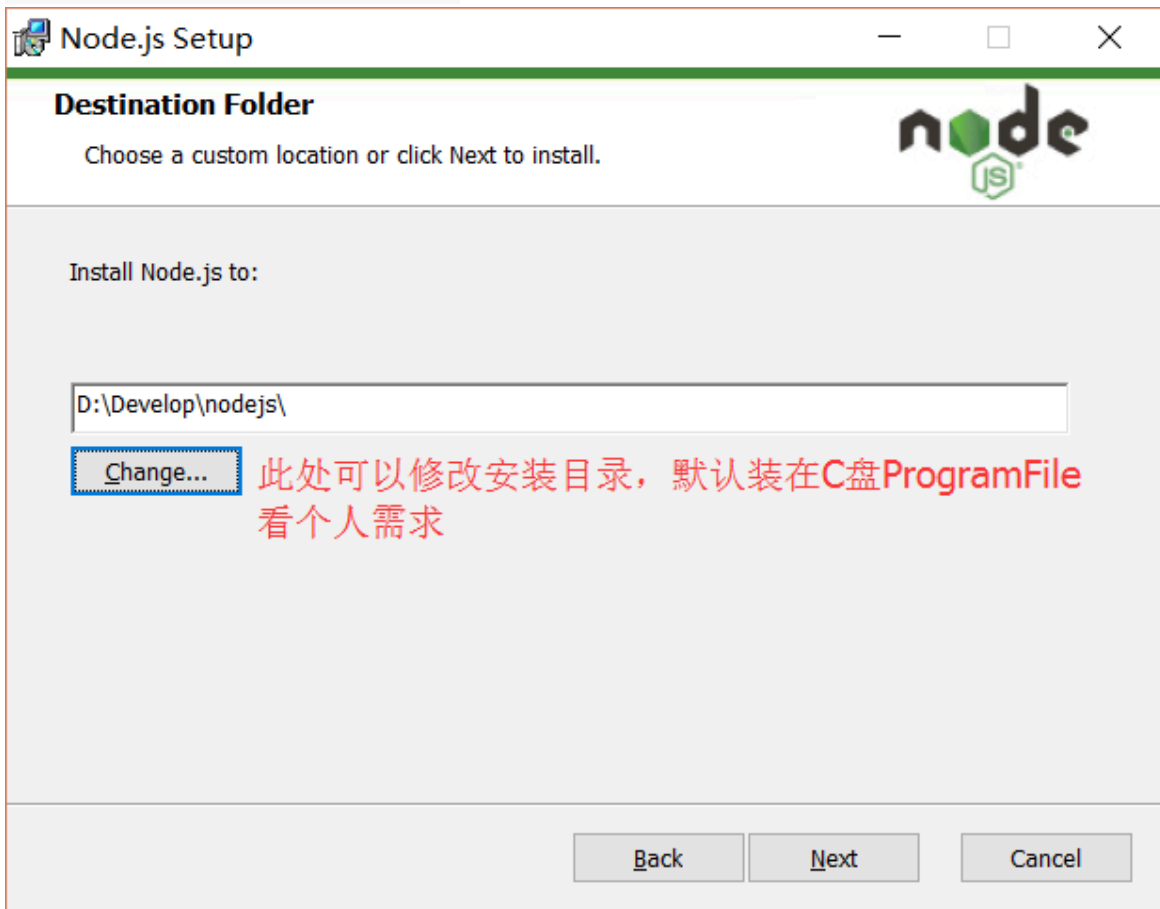 Node.js Setup
Destination Folder
Choose a custom location or click Next to install.
node
JS
Install Node.js to:
D:\Develop\nodejs\
Change...
此处可以修改安装目录，默认装在C盘ProgramFile
看个人需求
Back
Next
Cancel